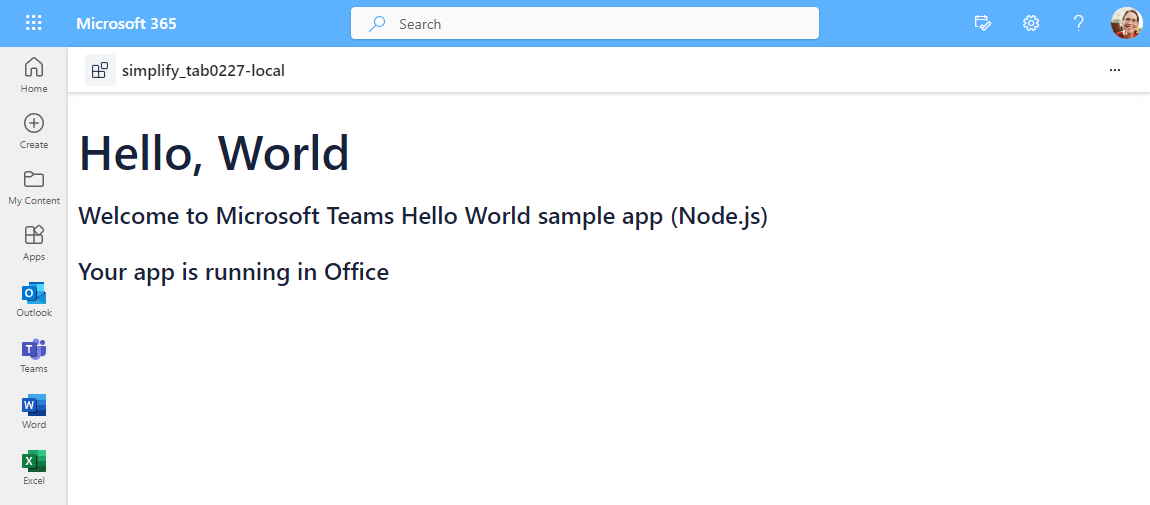 Microsoft 365
Search
?
simplify_tab0227-local
...
Home
Create
My Content
Apps
Outlook
Teams
Word
Excel
Hello, World
Welcome to Microsoft Teams Hello World sample app (Node.js)
Your app is running in Office